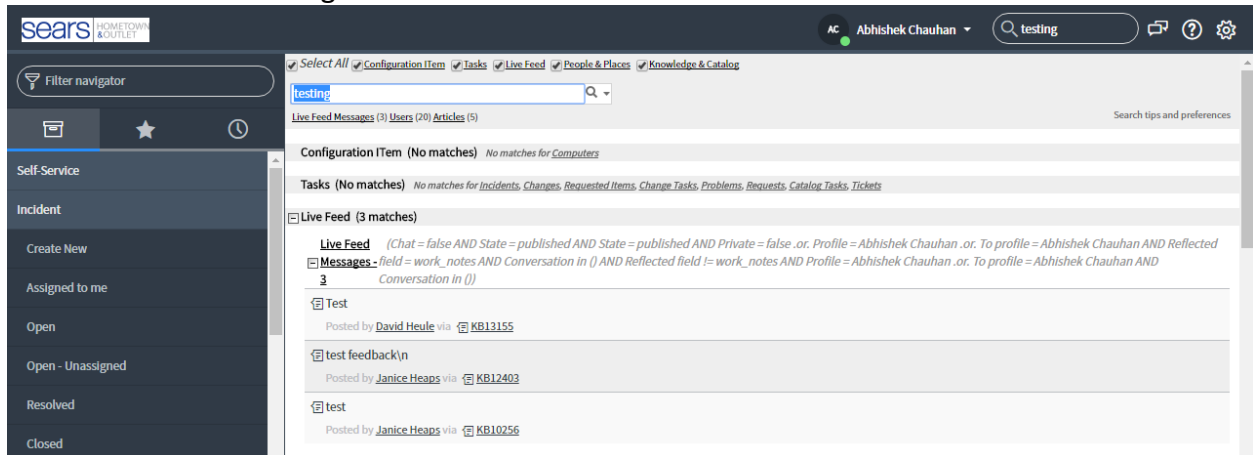 sears HOMETOWN & OUTLET
AC Abhishek Chauhan testing
Filter navigator
Self-Service
Incident
Create New
Assigned to me
Open
Open - Unassigned
Resolved
Closed
Select All Configuration ITem Tasks Live Feed People & Places Knowledge & Catalog
testing
Live Feed Messages (3) Users (20) Articles (5) Search tips and preferences
Configuration ITem (No matches) No matches for Computers
Tasks (No matches) No matches for Incidents, Changes, Requested Items, Change Tasks, Problems, Requests, Catalog Tasks, Tickets
Live Feed (3 matches)
Live Feed Messages - 3
(Chat = false AND State = published AND State = published AND Private = false .or. Profile = Abhishek Chauhan .or. To profile = Abhishek Chauhan AND Reflected
field = work_notes AND Conversation in () AND Reflected field != work_notes AND Profile = Abhishek Chauhan .or. To profile = Abhishek Chauhan AND
Conversation in ())
Test
Posted by David Heule via KB13155
test feedback\n
Posted by Janice Heaps via KB12403
test
Posted by Janice Heaps via KB10256